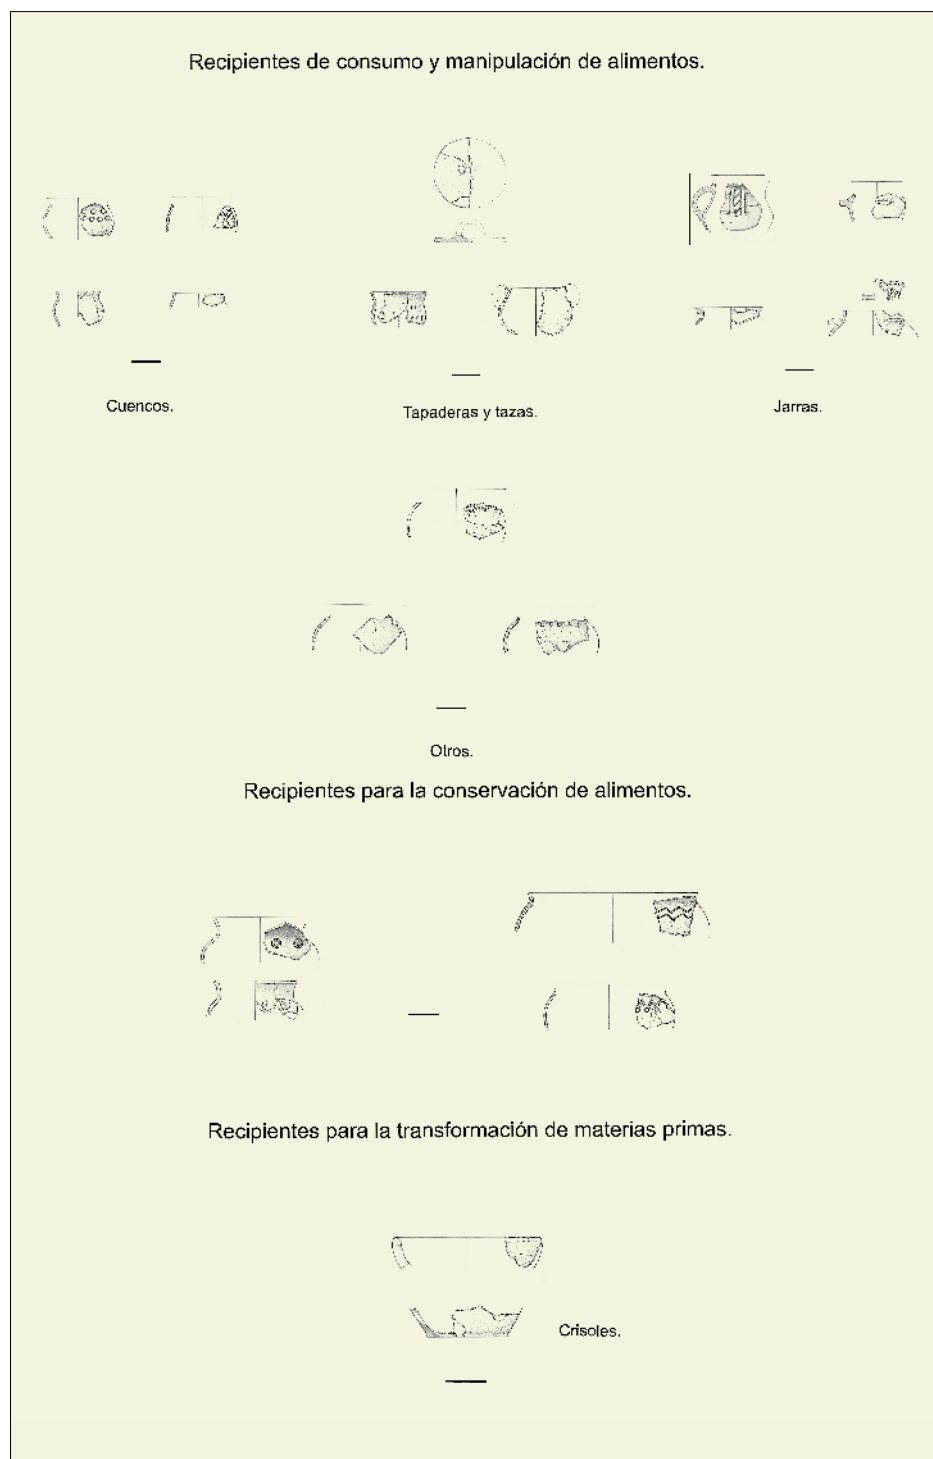 Recipientes de consumo y manipulación de alimentos.
Cuencos.
Tapaderas y tazas.
Jarras.
Otros.
Recipientes para la conservación de alimentos.
Recipientes para la transformación de materias primas.
Crisoles.